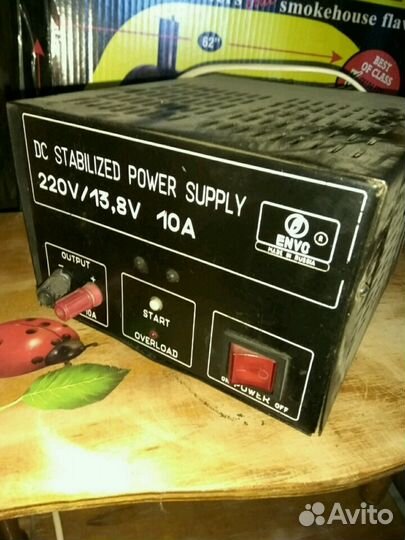 smokehouse flav
62"
BEST
OF CLASS
DC STABILIZED POWER SUPPLY
220V/13,8V 10A
ENVO
®
MADE IN RUSSIA
OUTPUT
- +
10A
START
OVERLOAD
ON POWER OFF
Avito